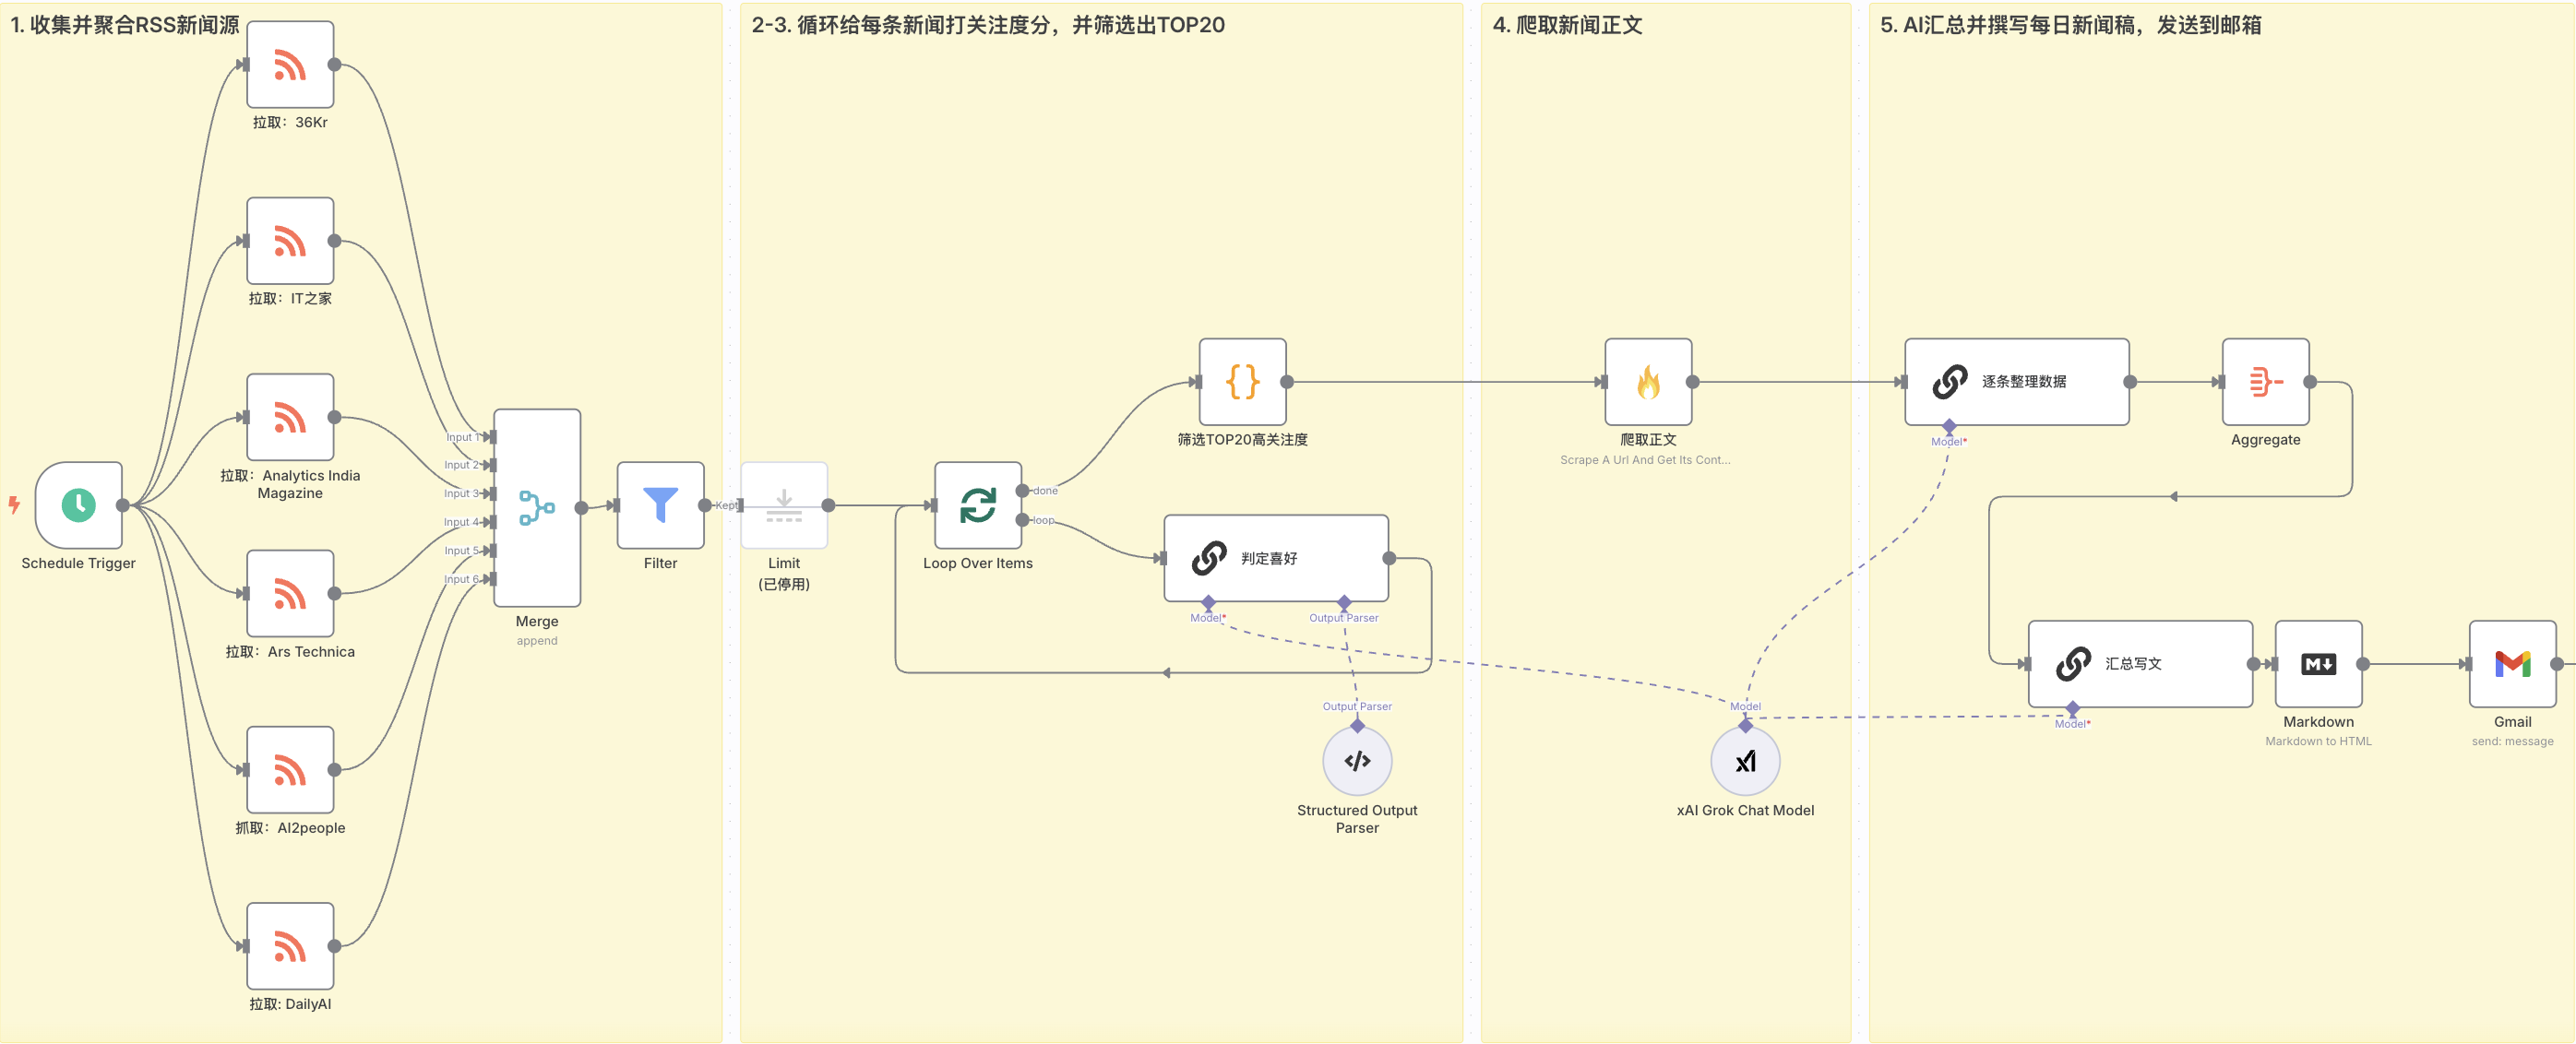 1. 收集并聚合RSS新闻源
拉取：36Kr
拉取：IT之家
拉取：Analytics India
Magazine
Schedule Trigger
拉取：Ars Technica
抓取：AI2people
拉取: DailyAI
Input 1
Input 2
Input 3
Input 4
Input 5
Input 6
Merge
append
Filter
Kept
2-3. 循环给每条新闻打关注度分，并筛选出TOP20
Limit
(已停用)
Loop Over Items
done
loop
筛选TOP20高关注度
判定喜好
Model*
Output Parser
Output Parser
Structured Output
Parser
4. 爬取新闻正文
爬取正文
Scrape A Url And Get Its Cont...
Model
xAI Grok Chat Model
5. AI汇总并撰写每日新闻稿，发送到邮箱
逐条整理数据
Model*
Aggregate
汇总写文
Model*
Markdown
Markdown to HTML
Gmail
send: message